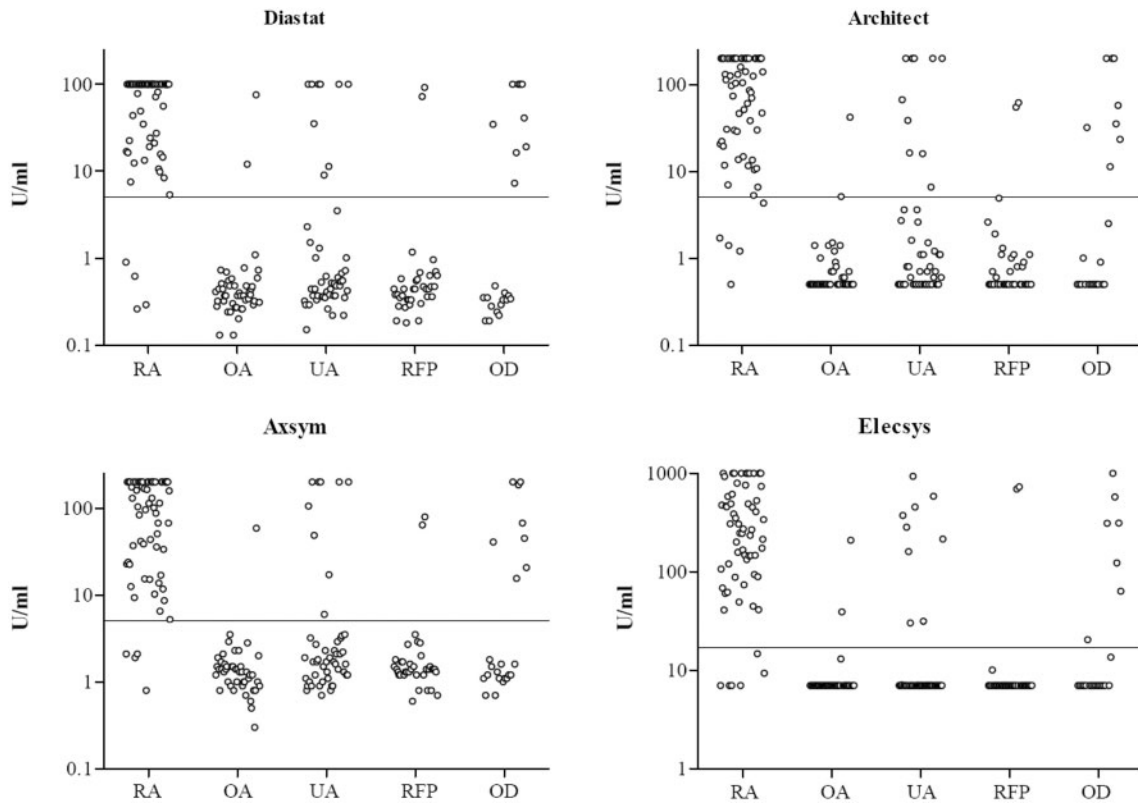 Diastat
U/ml
100
10
1
0.1
RA OA UA RFP OD
Architect
U/ml
100
10
1
0.1
RA OA UA RFP OD
Axsym
U/ml
100
10
1
0.1
RA OA UA RFP OD
Elecsys
U/ml
1000
100
10
1
RA OA UA RFP OD